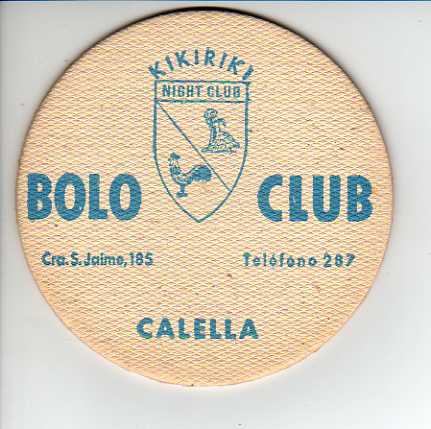 KIKIRIKI
NIGHT CLUB
BOLO CLUB
Cra. S. Jaime, 185 Teléfono 287
CALELLA